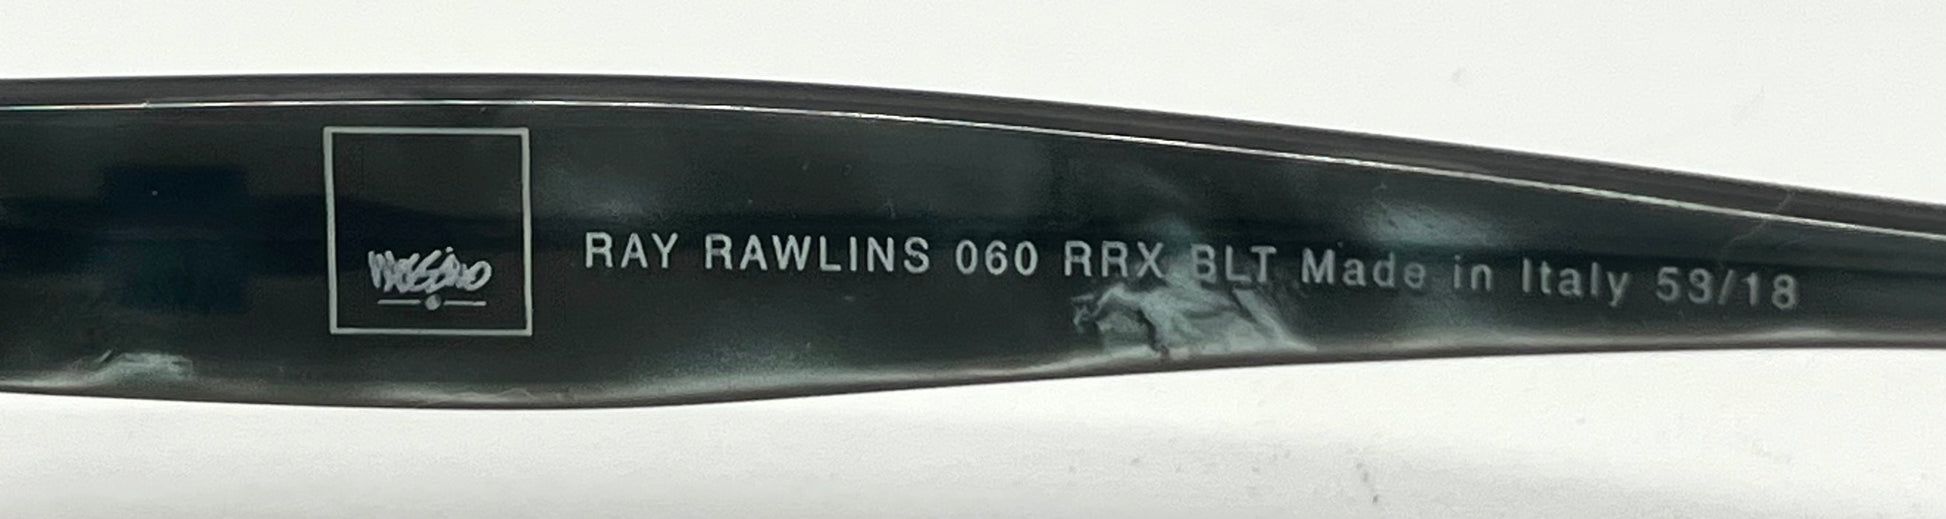 mossimo
RAY RAWLINS 060 RRX BLT Made in Italy 53/18